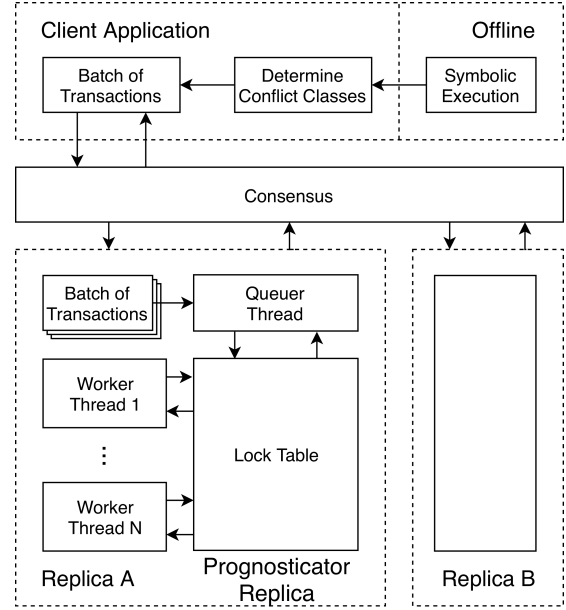 Client Application
Offline
Batch of
Transactions
Determine
Conflict Classes
Symbolic
Execution
Consensus
Batch of
Transactions
Queuer
Thread
Worker
Thread 1
⋮
Lock Table
Worker
Thread N
Prognosticator
Replica
Replica A
Replica B